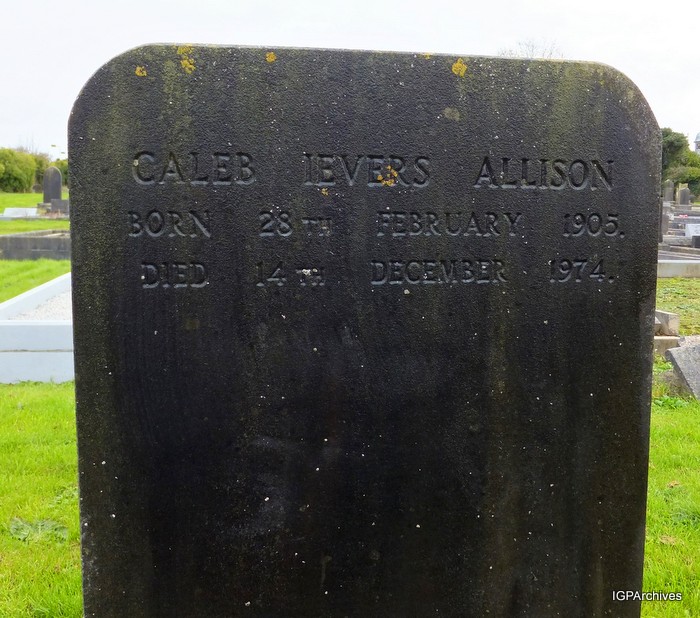 CALEB IEVERS ALLISON
BORN 28TH FEBRUARY 1905.
DIED 14TH DECEMBER 1974.
IGPArchives